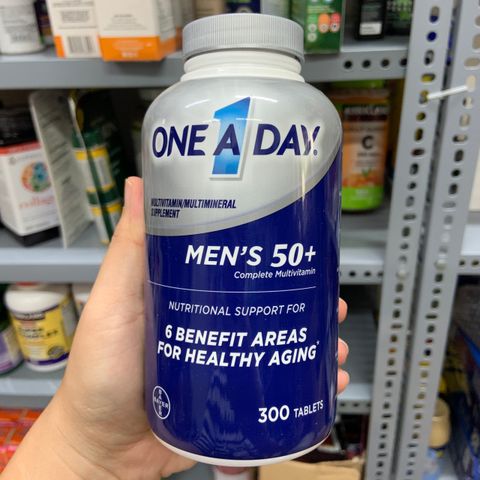 ONE A DAY
1
MULTIVITAMIN/MULTIMINERAL
SUPPLEMENT
MEN'S 50+
Complete Multivitamin
NUTRITIONAL SUPPORT FOR
6 BENEFIT AREAS
FOR HEALTHY AGING*
BAYER
300 TABLETS
C